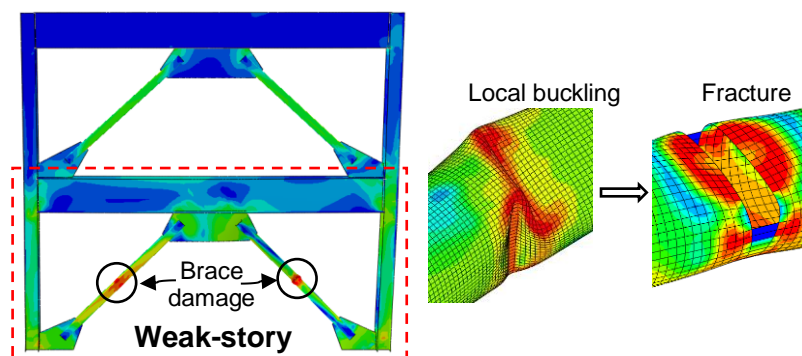 Local buckling
Fracture
Brace
damage
Weak-story